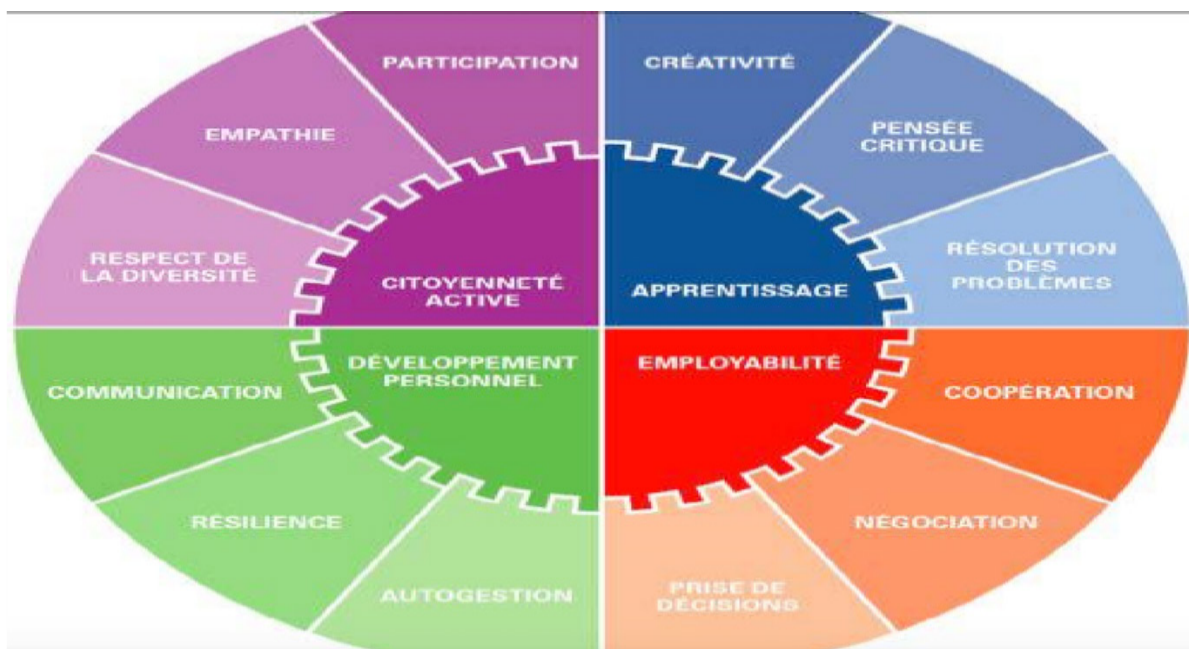 PARTICIPATION
CRÉATIVITÉ
EMPATHIE
PENSÉE
CRITIQUE
RESPECT DE
LA DIVERSITÉ
RÉSOLUTION
DES
PROBLÈMES
CITOYENNETÉ
ACTIVE
APPRENTISSAGE
DÉVELOPPEMENT
PERSONNEL
EMPLOYABILITÉ
COMMUNICATION
COOPÉRATION
RÉSILIENCE
NÉGOCIATION
AUTOGESTION
PRISE DE
DÉCISIONS